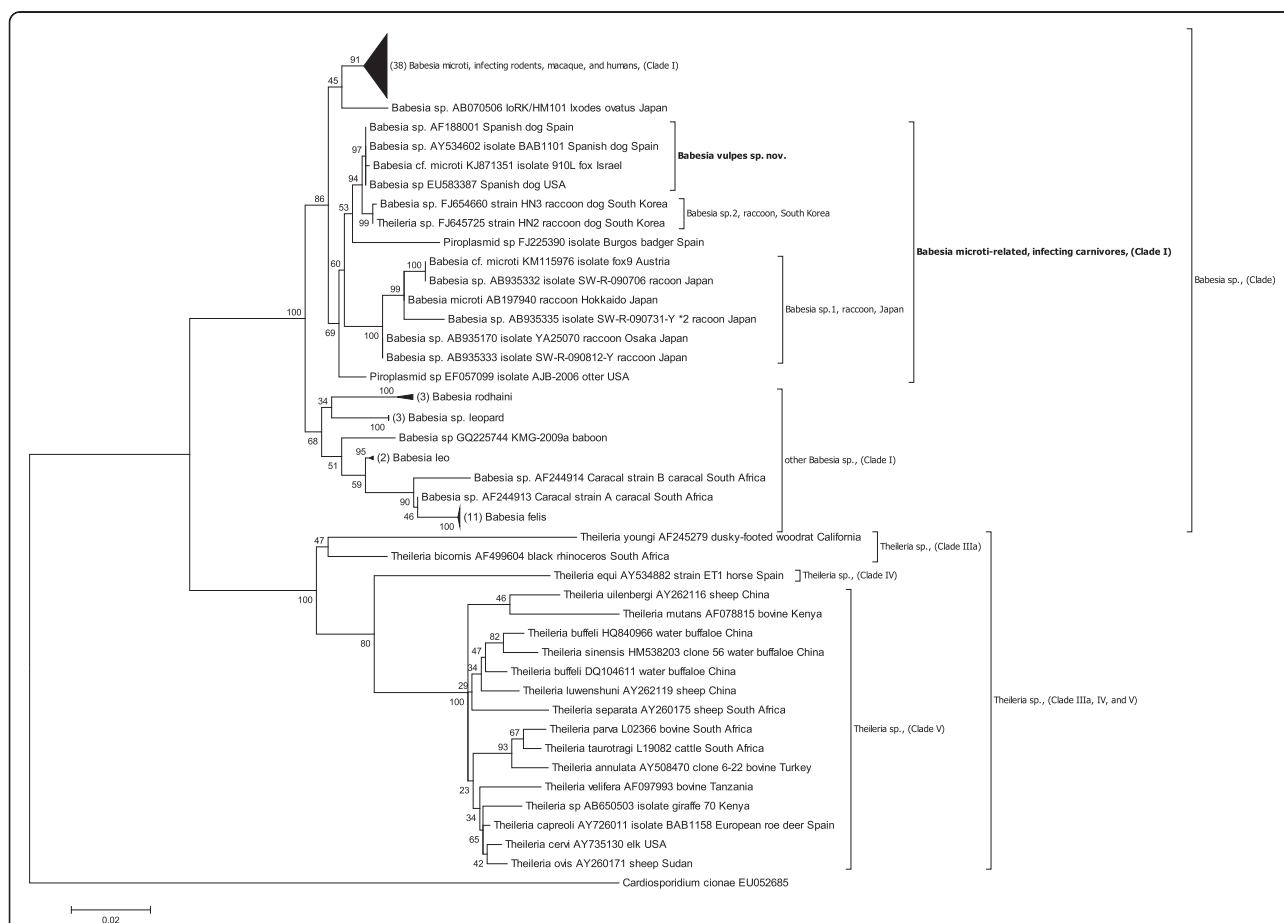 91
(38) Babesia microti, infecting rodents, macaque, and humans, (Clade I)
45
Babesia sp. AB070506 IoRK/HM101 Ixodes ovatus Japan
Babesia sp. AF188001 Spanish dog Spain
97
Babesia sp. AY534602 isolate BAB1101 Spanish dog Spain
Babesia vulpes sp. nov.
Babesia cf. microti KJ871351 isolate 910L fox Israel
94
Babesia sp EU583387 Spanish dog USA
86
Babesia sp. FJ654660 strain HN3 raccoon dog South Korea
53
Babesia sp.2, raccoon, South Korea
99
Theileria sp. FJ645725 strain HN2 raccoon dog South Korea
Piroplasmid sp FJ225390 isolate Burgos badger Spain
Babesia microti-related, infecting carnivores, (Clade I)
60
100
Babesia cf. microti KM115976 isolate fox9 Austria
Babesia sp. AB935332 isolate SW-R-090706 racoon Japan
Babesia sp., (Clade)
99
Babesia microti AB197940 raccoon Hokkaido Japan
Babesia sp.1, raccoon, Japan
100
Babesia sp. AB935335 isolate SW-R-090731-Y *2 racoon Japan
69
100
Babesia sp. AB935170 isolate YA25070 raccoon Osaka Japan
Babesia sp. AB935333 isolate SW-R-090812-Y raccoon Japan
Piroplasmid sp EF057099 isolate AJB-2006 otter USA
100
(3) Babesia rodhaini
34
(3) Babesia sp. leopard
100
68
Babesia sp GQ225744 KMG-2009a baboon
95
(2) Babesia leo
51
other Babesia sp., (Clade I)
59
Babesia sp. AF244914 Caracal strain B caracal South Africa
90
Babesia sp. AF244913 Caracal strain A caracal South Africa
46
(11) Babesia felis
100
Theileria youngi AF245279 dusky-footed woodrat California
47
Theileria sp., (Clade IIIa)
Theileria bicornis AF499604 black rhinoceros South Africa
Theileria equi AY534882 strain ET1 horse Spain
Theileria sp., (Clade IV)
100
Theileria uilenbergi AY262116 sheep China
46
Theileria mutans AF078815 bovine Kenya
80
82
Theileria buffeli HQ840966 water buffaloe China
47
Theileria sinensis HM538203 clone 56 water buffaloe China
34
Theileria buffeli DQ104611 water buffaloe China
29
Theileria luwenshuni AY262119 sheep China
100
Theileria sp., (Clade IIIa, IV, and V)
Theileria separata AY260175 sheep South Africa
67
Theileria parva L02366 bovine South Africa
Theileria sp., (Clade V)
93
Theileria taurotragi L19082 cattle South Africa
Theileria annulata AY508470 clone 6-22 bovine Turkey
23
Theileria velifera AF097993 bovine Tanzania
Theileria sp AB650503 isolate giraffe 70 Kenya
34
Theileria capreoli AY726011 isolate BAB1158 European roe deer Spain
65
Theileria cervi AY735130 elk USA
42
Theileria ovis AY260171 sheep Sudan
Cardiosporidium cionae EU052685
0.02